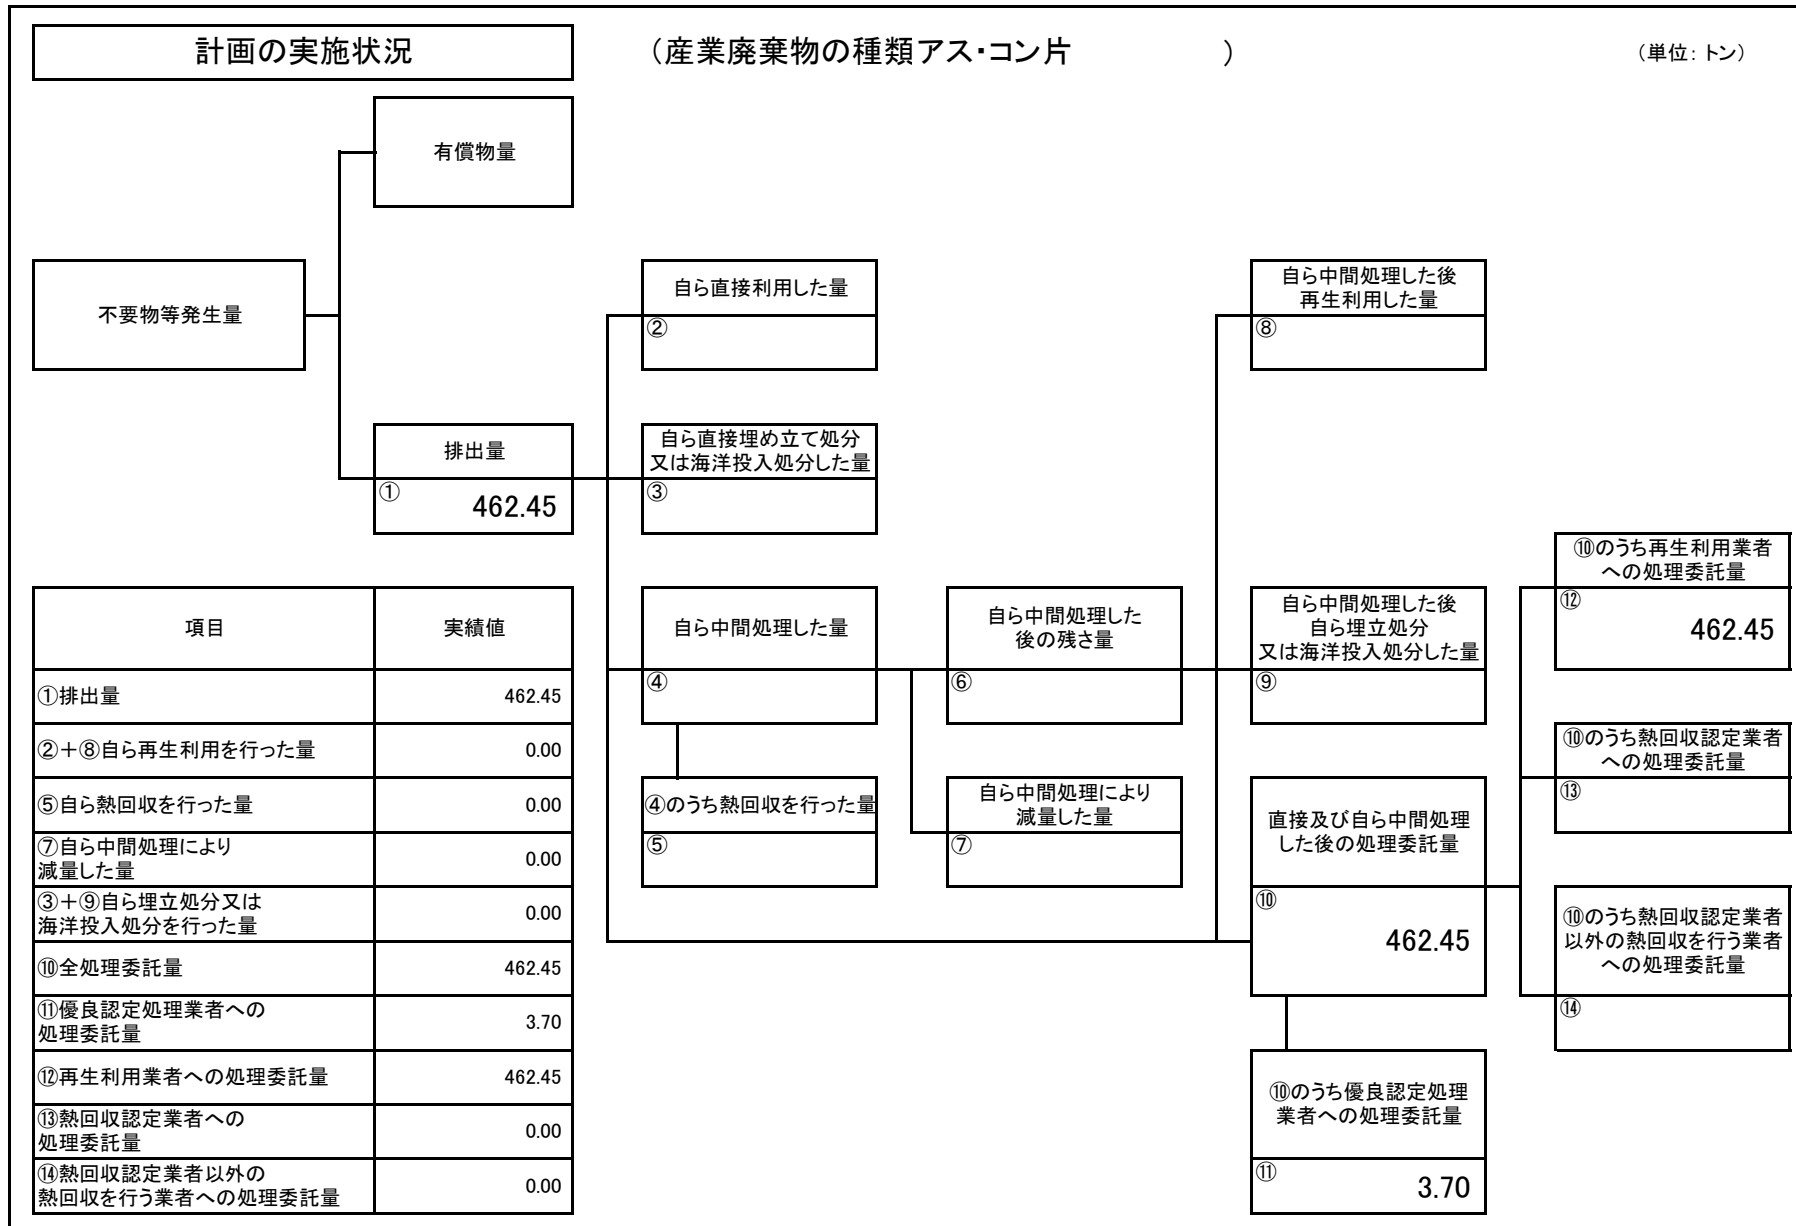 計画の実施状況
（産業廃棄物の種類アス・コン片　　　　　）
（単位：トン）
有償物量
不要物等発生量
自ら直接利用した量
②
自ら中間処理した後
再生利用した量
⑧
排出量
①
462.45
自ら直接埋め立て処分
又は海洋投入処分した量
③
⑩のうち再生利用業者
への処理委託量
⑫
462.45
自ら中間処理した量
④
自ら中間処理した
後の残さ量
⑥
自ら中間処理した後
自ら埋立処分
又は海洋投入処分した量
⑨
⑩のうち熱回収認定業者
への処理委託量
⑬
④のうち熱回収を行った量
⑤
自ら中間処理により
減量した量
⑦
直接及び自ら中間処理
した後の処理委託量
⑩
462.45
⑩のうち熱回収認定業者
以外の熱回収を行う業者
への処理委託量
⑭
⑩のうち優良認定処理
業者への処理委託量
⑪
3.70
項目 実績値
①排出量 462.45
②＋⑧自ら再生利用を行った量 0.00
⑤自ら熱回収を行った量 0.00
⑦自ら中間処理により
減量した量 0.00
③＋⑨自ら埋立処分又は
海洋投入処分を行った量 0.00
⑩全処理委託量 462.45
⑪優良認定処理業者への
処理委託量 3.70
⑫再生利用業者への処理委託量 462.45
⑬熱回収認定業者への
処理委託量 0.00
⑭熱回収認定業者以外の
熱回収を行う業者への処理委託量 0.00